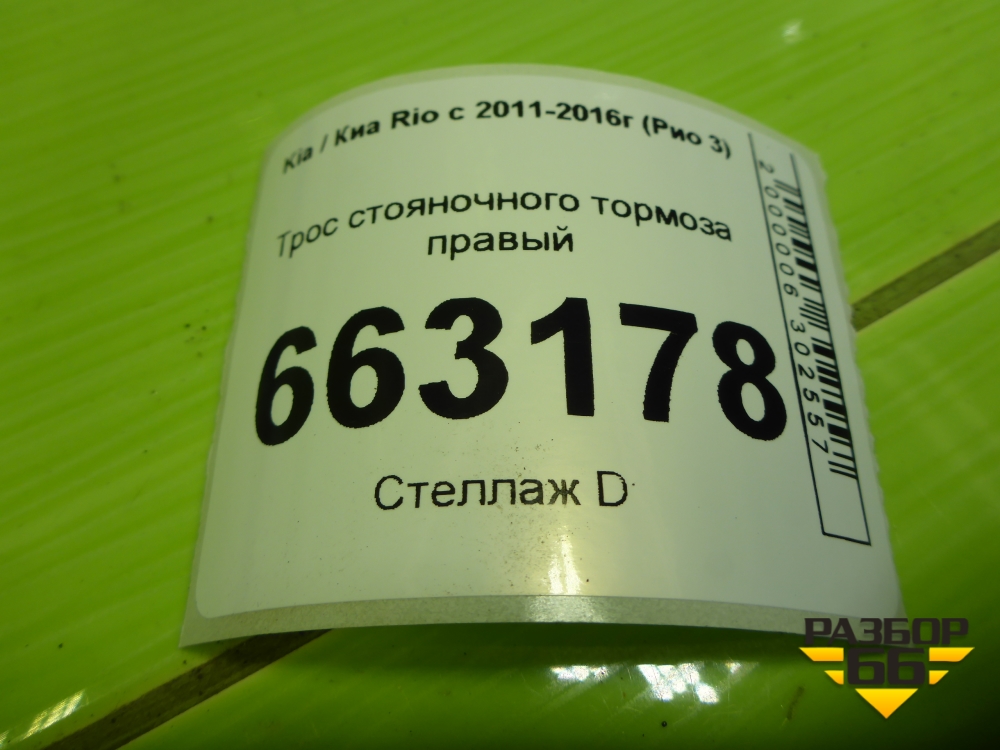 Kia / Киа Rio с 2011-2016г (Рио 3)
Трос стояночного тормоза
правый
663178
Стеллаж D
2000006302557
РАЗБОР
66